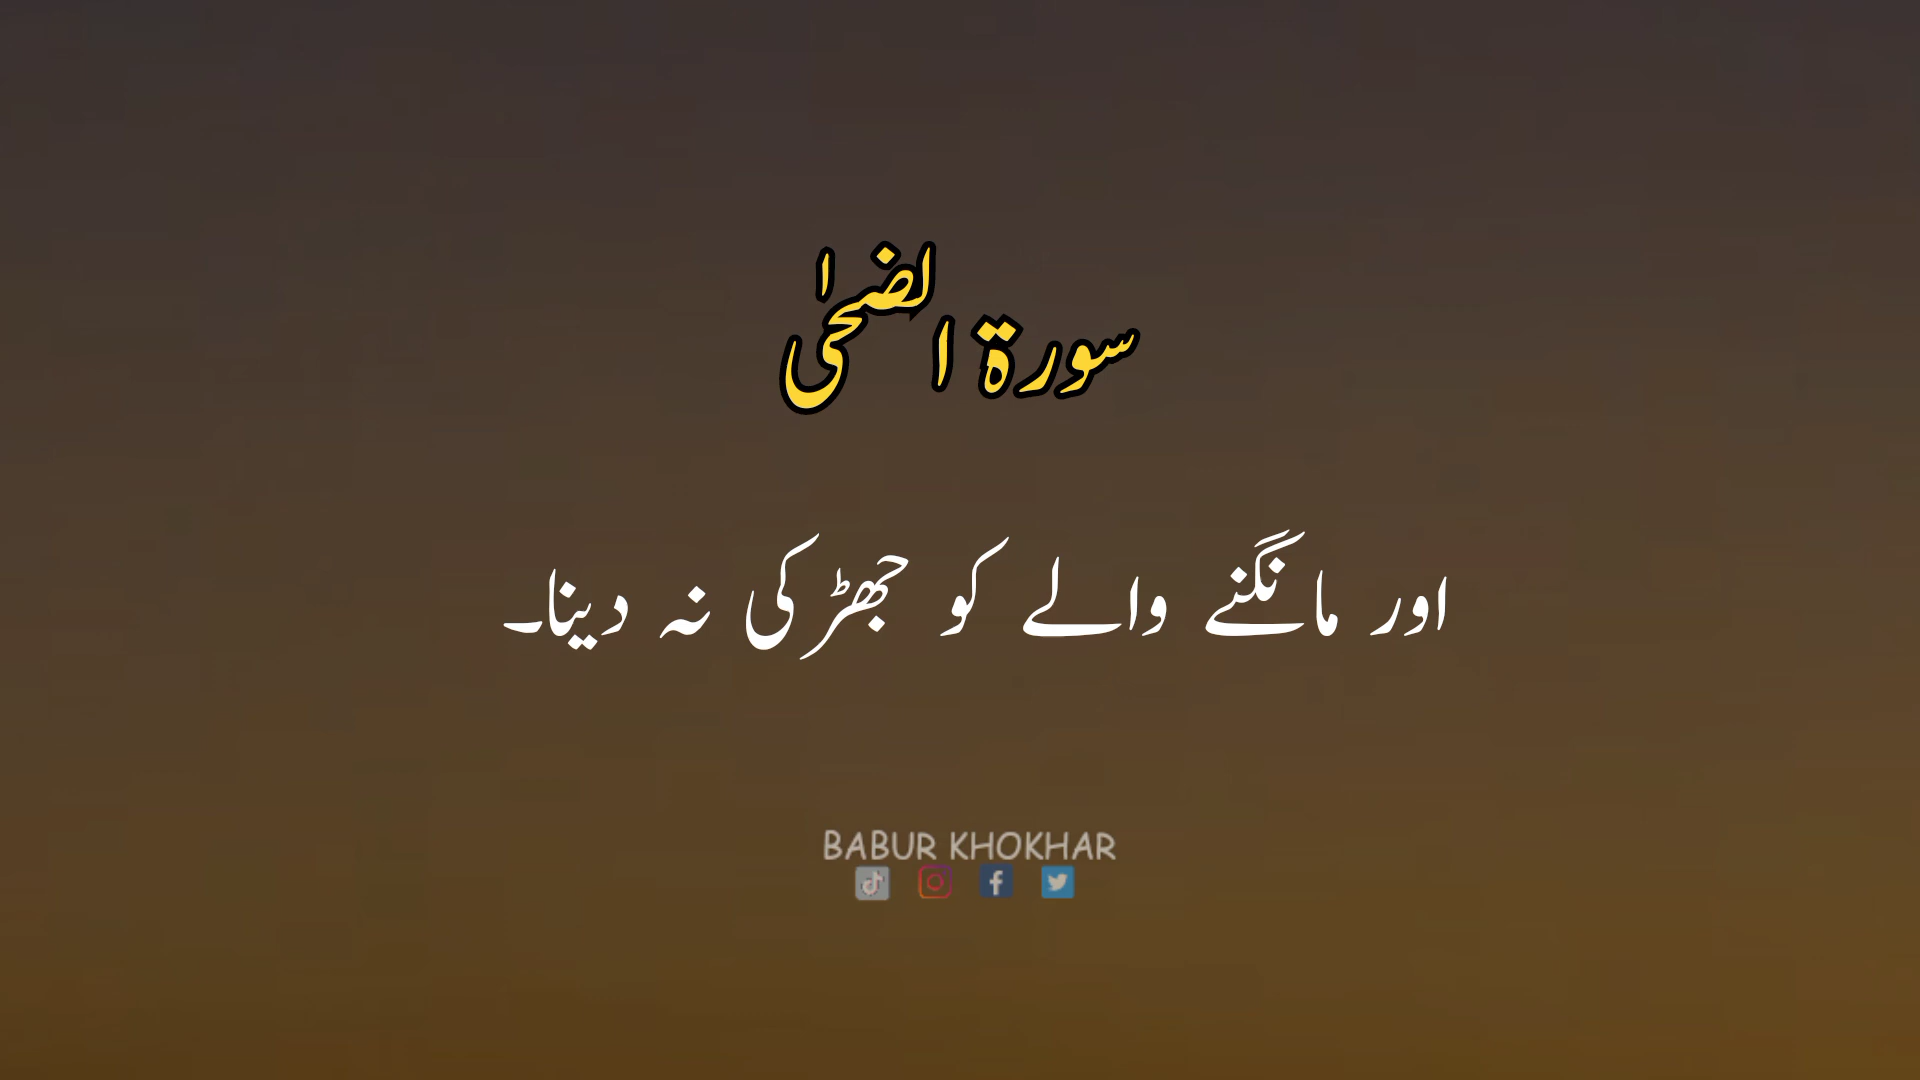 سورۃ الضحیٰ
اور مانگنے والے کو جھڑکی نہ دینا۔
BABUR KHOKHAR